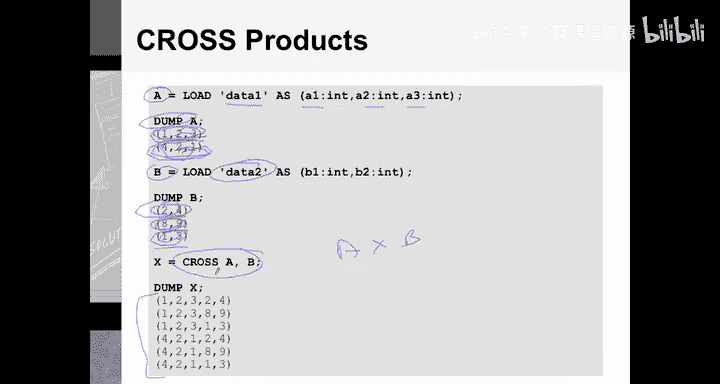 bilibili
CROSS Products
A = LOAD 'data1' AS (a1:int,a2:int,a3:int);
DUMP A;
(1,2,3)
(4,2,1)
B = LOAD 'data2' AS (b1:int,b2:int);
DUMP B;
(2,4)
(8,9)
(1,3)
A X B
X = CROSS A, B;
DUMP X;
(1,2,3,2,4)
(1,2,3,8,9)
(1,2,3,1,3)
(4,2,1,2,4)
(4,2,1,8,9)
(4,2,1,1,3)